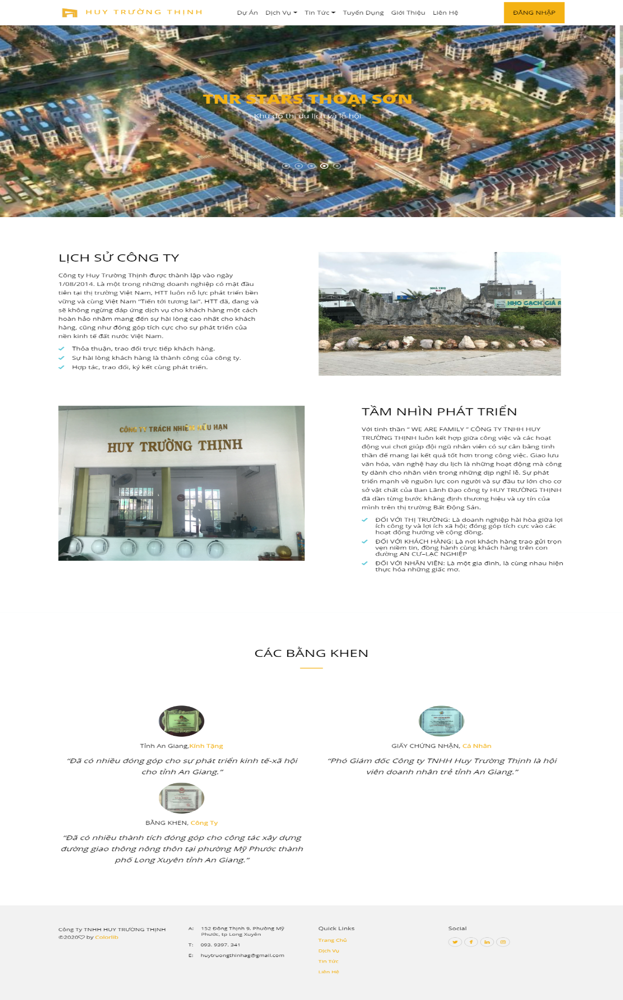 HUY TRƯỜNG THỊNH
Dự Án Dịch Vụ Tin Tức Tuyển Dụng Giới Thiệu Liên Hệ
ĐĂNG NHẬP
TNR STARS THOẠI SƠN
Khu đô thị du lịch và lễ hội
LỊCH SỬ CÔNG TY
Công ty Huy Trường Thịnh được thành lập vào ngày
1/08/2014. Là một trong những doanh nghiệp có mặt đầu
tiên tại thị trường Việt Nam, HTT luôn nỗ lực phát triển bền
vững và cùng Việt Nam “Tiến tới tương lai”. HTT đã, đang và
sẽ không ngừng đáp ứng dịch vụ cho khách hàng một cách
hoàn hảo nhằm mang đến sự hài lòng cao nhất cho khách
hàng, cũng như đóng góp tích cực cho sự phát triển của
nền kinh tế đất nước Việt Nam.
Thỏa thuận, trao đổi trực tiếp khách hàng.
Sự hài lòng khách hàng là thành công của công ty.
Hợp tác, trao đổi, ký kết cùng phát triển.
NHÀ TRỌ
GẠCH GIÁ
CÔNG TY TRÁCH NHIỆM HỮU HẠN
HUY TRƯỜNG THỊNH
TẦM NHÌN PHÁT TRIỂN
Với tinh thần “ WE ARE FAMILY ” CÔNG TY TNHH HUY
TRƯỜNG THỊNH luôn kết hợp giữa công việc và các hoạt
động vui chơi giúp đội ngũ nhân viên có sự cân bằng tinh
thần để mang lại kết quả tốt hơn trong công việc. Giao lưu
văn hóa, văn nghệ hay du lịch là những hoạt động mà công
ty dành cho nhân viên trong những dịp nghỉ lễ. Sự phát
triển mạnh về nguồn lực con người và sự đầu tư lớn cho cơ
sở vật chất của Ban Lãnh Đạo công ty HUY TRƯỜNG THỊNH
đã dần từng bước khẳng định thương hiệu và uy tín của
mình trên thị trường Bất Động Sản.
ĐỐI VỚI THỊ TRƯỜNG: Là doanh nghiệp hài hòa giữa lợi
ích công ty và lợi ích xã hội; đóng góp tích cực vào các
hoạt động hướng về cộng đồng.
ĐỐI VỚI KHÁCH HÀNG: Là nơi khách hàng trao gửi trọn
vẹn niềm tin, đồng hành cùng khách hàng trên con
đường AN CƯ–LẠC NGHIỆP
ĐỐI VỚI NHÂN VIÊN: Là một gia đình, là cùng nhau hiện
thực hóa những giấc mơ.
CÁC BẰNG KHEN
Tỉnh An Giang,Kính Tặng
“Đã có nhiều đóng góp cho sự phát triển kinh tế-xã hội
cho tỉnh An Giang.”
GIẤY CHỨNG NHẬN, Cá Nhân
“Phó Giám đốc Công ty TNHH Huy Trường Thịnh là hội
viên doanh nhân trẻ tỉnh An Giang.”
BẰNG KHEN, Công Ty
“Đã có nhiều thành tích đóng góp cho công tác xây dựng
đường giao thông nông thôn tại phường Mỹ Phước thành
phố Long Xuyên tỉnh An Giang.”
Công Ty TNHH HUY TRƯỜNG THỊNH
©2020 by Colorlib
A: 152 Đông Thịnh 9, Phường Mỹ
Phước, tp Long Xuyên
T: 093. 9397. 341
E: huytruongthinhag@gmail.com
Quick Links
Trang Chủ
Dịch Vụ
Tin Tức
Liên Hệ
Social